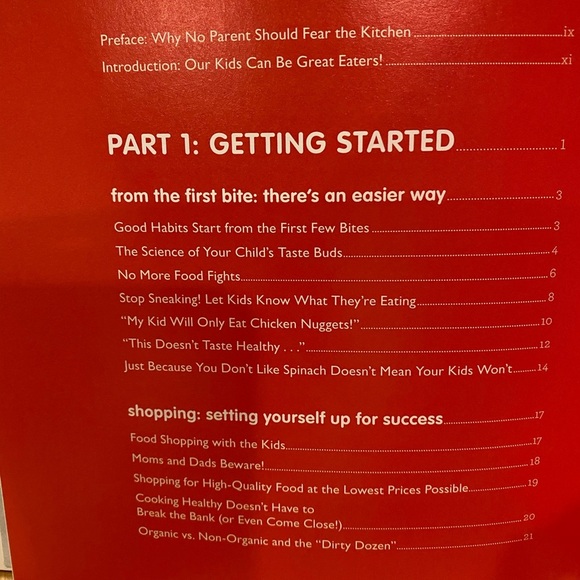 Preface: Why No Parent Should Fear the Kitchen ix
Introduction: Our Kids Can Be Great Eaters! xi
PART 1: GETTING STARTED 1
from the first bite: there's an easier way 3
Good Habits Start from the First Few Bites 3
The Science of Your Child's Taste Buds 4
No More Food Fights 6
Stop Sneaking! Let Kids Know What They're Eating 8
"My Kid Will Only Eat Chicken Nuggets!" 10
"This Doesn't Taste Healthy . . ." 12
Just Because You Don't Like Spinach Doesn't Mean Your Kids Won't 14
shopping: setting yourself up for success 17
Food Shopping with the Kids 17
Moms and Dads Beware! 18
Shopping for High-Quality Food at the Lowest Prices Possible 19
Cooking Healthy Doesn't Have to
Break the Bank (or Even Come Close!) 20
Organic vs. Non-Organic and the "Dirty Dozen" 21